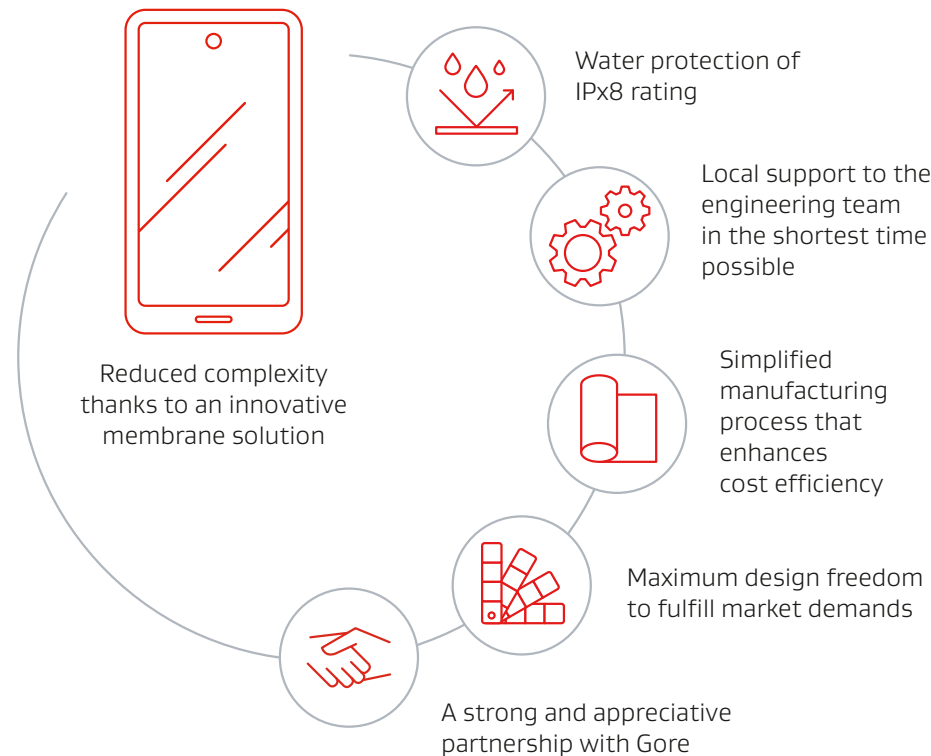 Water protection of
IPx8 rating
Local support to the
engineering team
in the shortest time
possible
Reduced complexity
thanks to an innovative
membrane solution
Simplified
manufacturing
process that
enhances
cost efficiency
Maximum design freedom
to fulfill market demands
A strong and appreciative
partnership with Gore